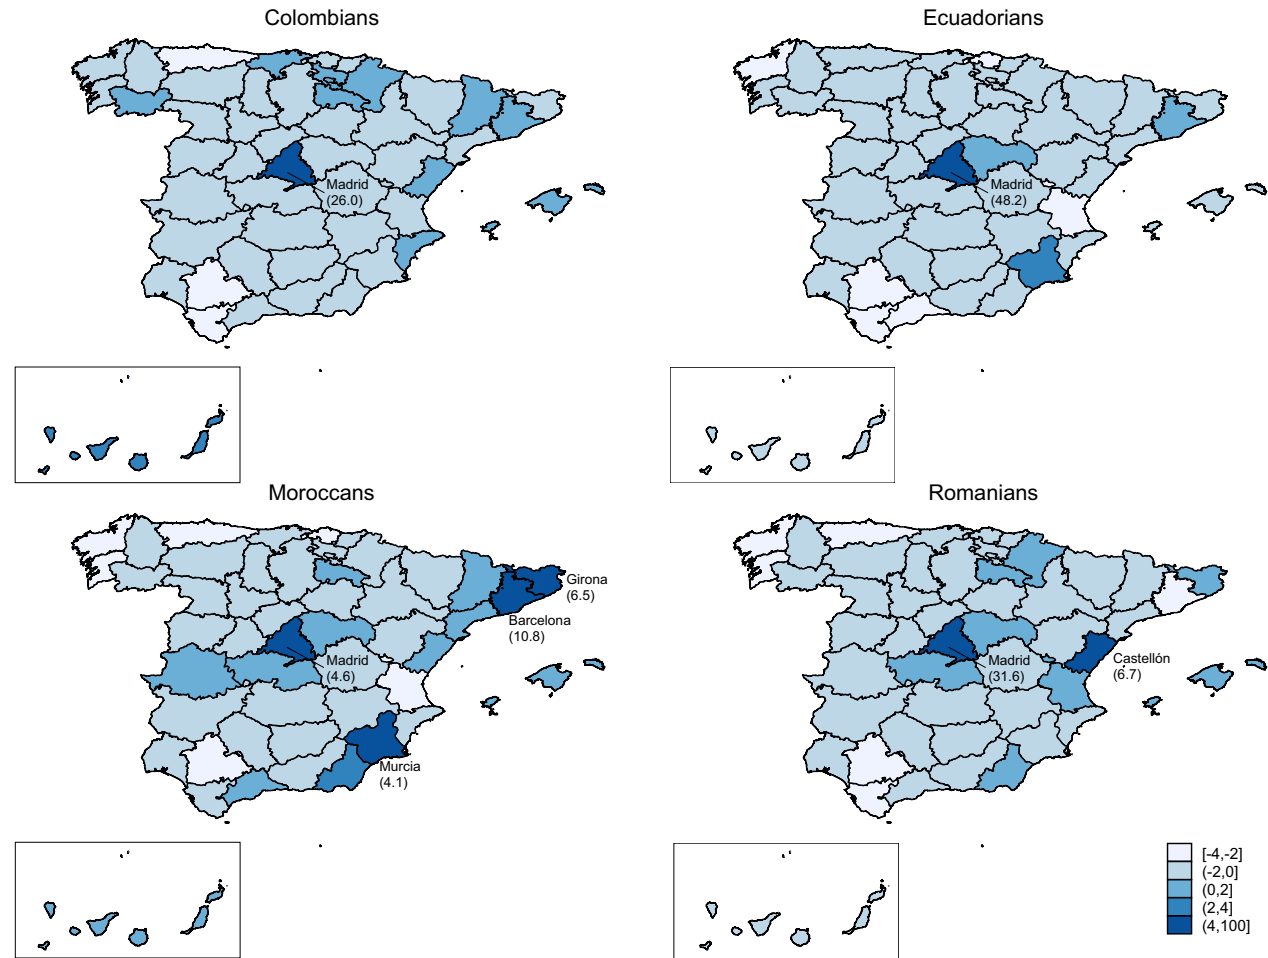 Colombians
Madrid
(26.0)
Ecuadorians
Madrid
(48.2)
Moroccans
Girona
(6.5)
Barcelona
(10.8)
Madrid
(4.6)
Murcia
(4.1)
Romanians
Madrid
(31.6)
Castellón
(6.7)
[-4,-2]
(-2,0]
(0,2]
(2,4]
(4,100]